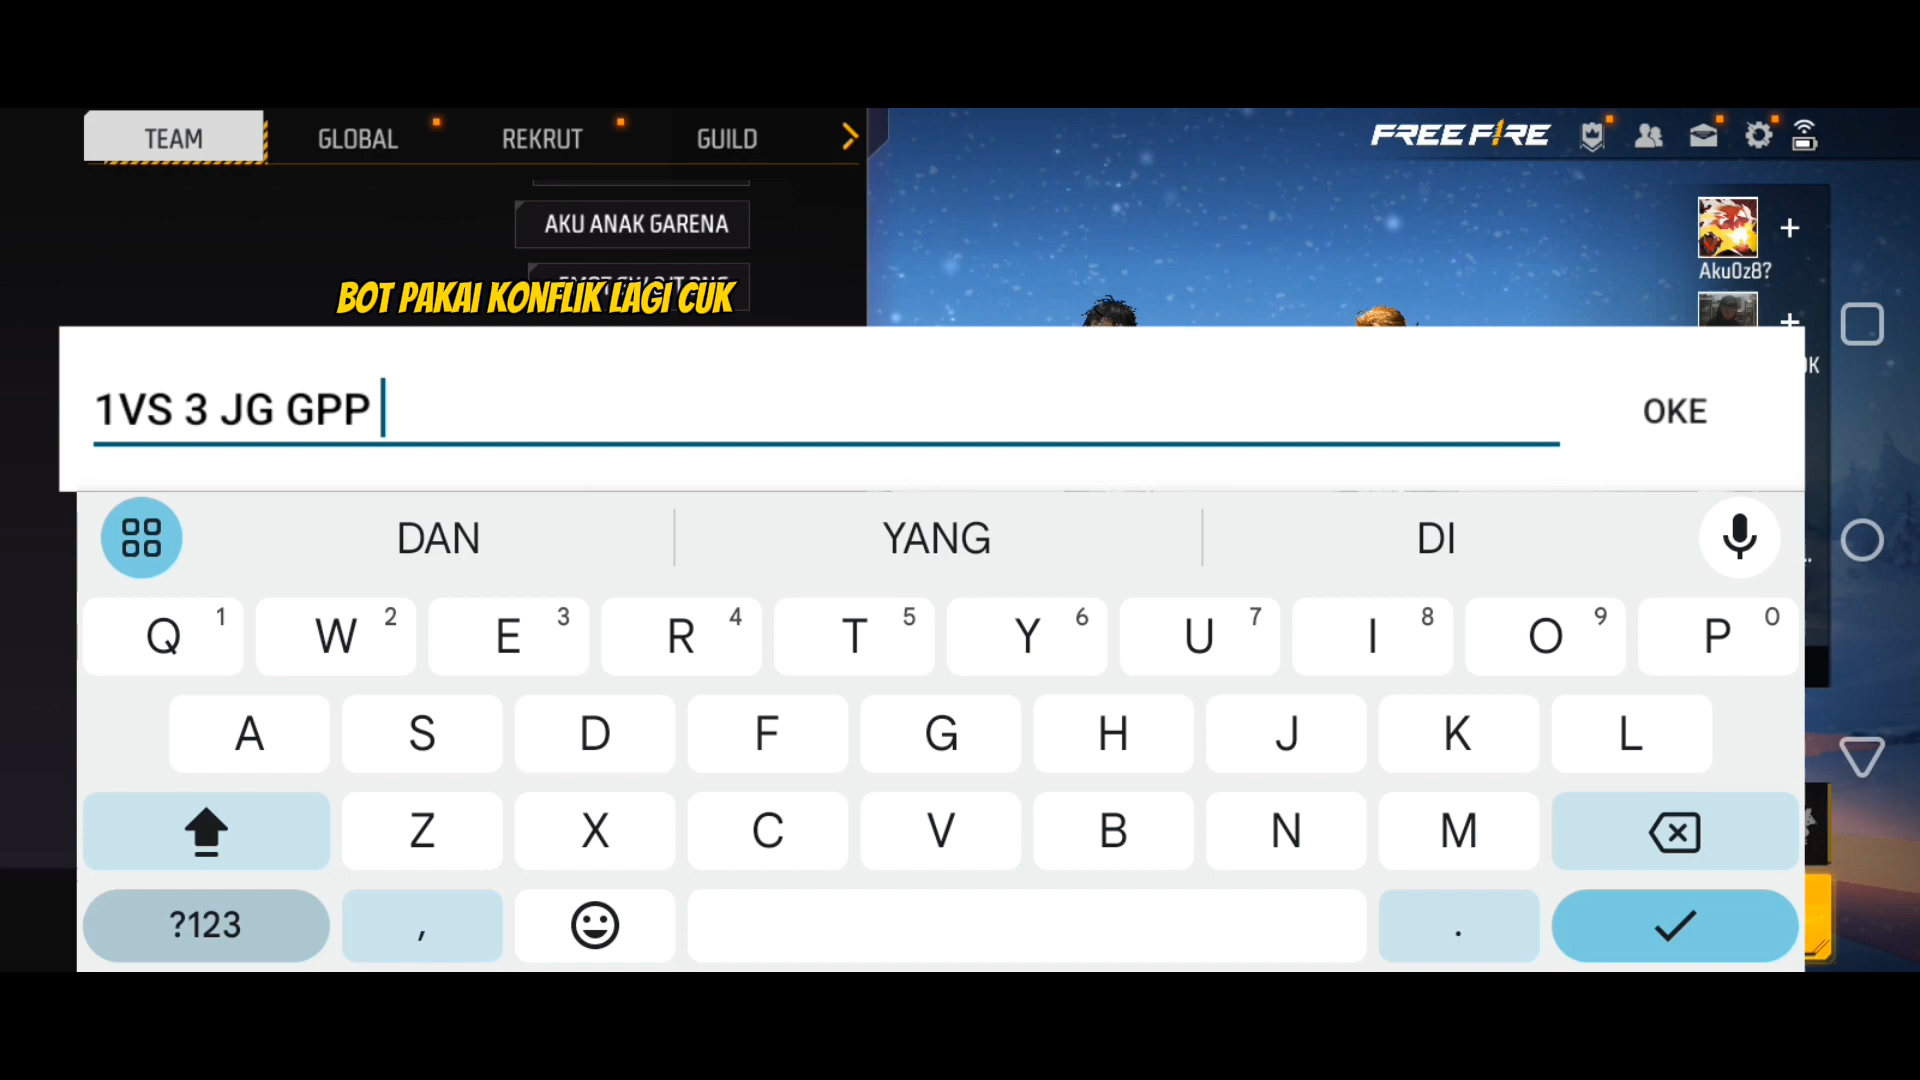 TEAM GLOBAL REKRUT GUILD
FREE FIRE
AKU ANAK GARENA
Aku0z8?
BOT PAKAI KONFLIK LAGI CUK
1VS 3 JG GPP
OKE
DAN YANG DI
Q 1 W 2 E 3 R 4 T 5 Y 6 U 7 I 8 O 9 P 0
A S D F G H J K L
Z X C V B N M
?123 , .